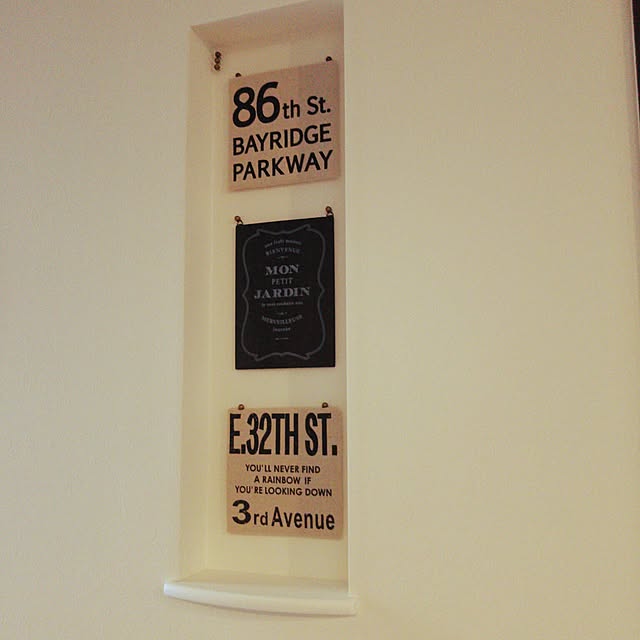 86th St.
BAYRIDGE
PARKWAY
BIENVENUE
MON
PETIT
JARDIN
MERVEILLEUSE
E.32TH ST.
YOU'LL NEVER FIND
A RAINBOW IF
YOU'RE LOOKING DOWN
3rd Avenue